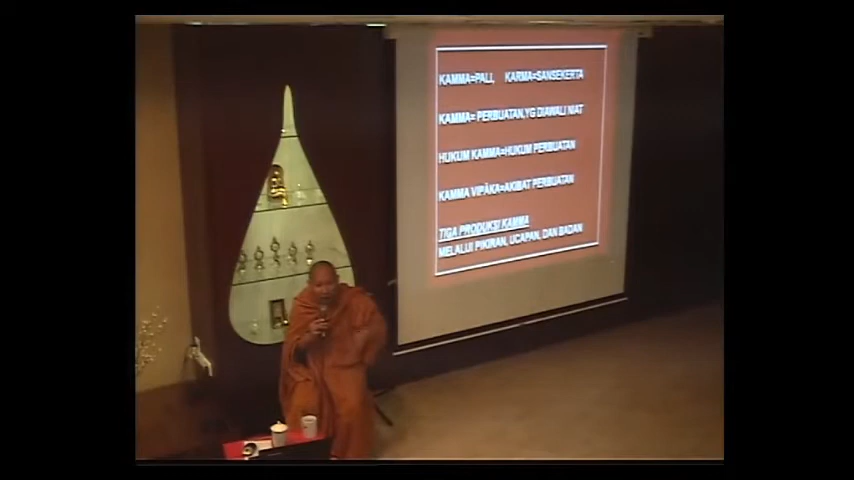 KAMMA=PALI, KARMA=SANSEKERTA
KAMMA= PERBUATAN,YG DIAWALI NIAT
HUKUM KAMMA=HUKUM PERBUATAN
KAMMA VIPĀKA=AKIBAT PERBUATAN
TIGA PRODUKSI KAMMA
MELALUI PIKIRAN, UCAPAN, DAN BADAN